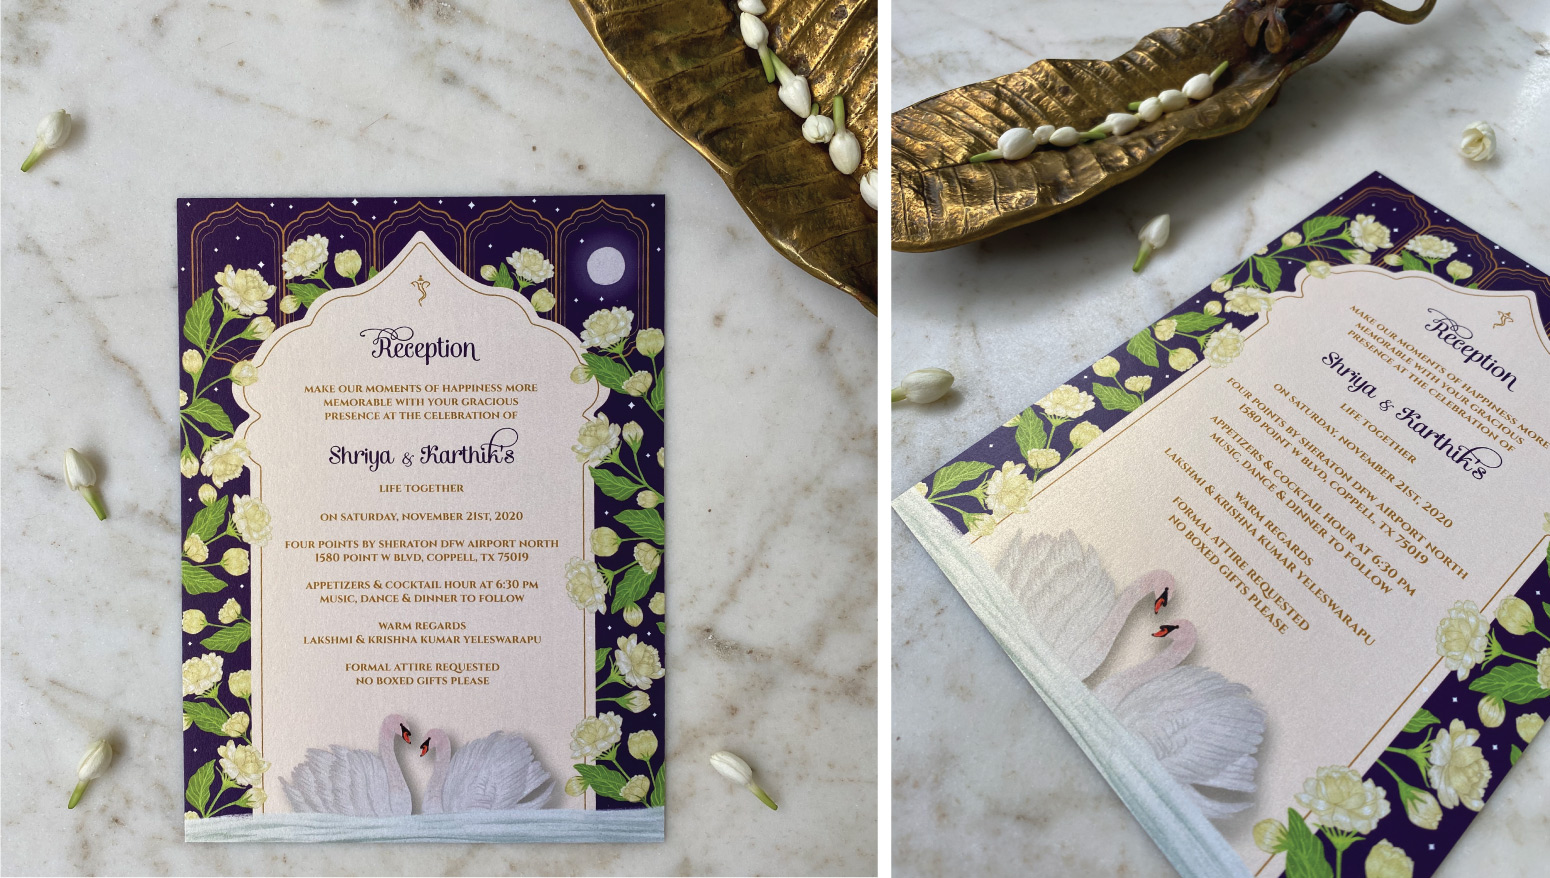 Reception
MAKE OUR MOMENTS OF HAPPINESS MORE
MEMORABLE WITH YOUR GRACIOUS
PRESENCE AT THE CELEBRATION OF
Shriya & Karthik's
LIFE TOGETHER
ON SATURDAY, NOVEMBER 21ST, 2020
FOUR POINTS BY SHERATON DFW AIRPORT NORTH
1580 POINT W BLVD, COPPELL, TX 75019
APPETIZERS & COCKTAIL HOUR AT 6:30 PM
MUSIC, DANCE & DINNER TO FOLLOW
WARM REGARDS
LAKSHMI & KRISHNA KUMAR YELESWARAPU
FORMAL ATTIRE REQUESTED
NO BOXED GIFTS PLEASE
Reception
MAKE OUR MOMENTS OF HAPPINESS MORE
MEMORABLE WITH YOUR GRACIOUS
PRESENCE AT THE CELEBRATION OF
Shriya & Karthik's
LIFE TOGETHER
ON SATURDAY, NOVEMBER 21ST, 2020
FOUR POINTS BY SHERATON DFW AIRPORT NORTH
1580 POINT W BLVD, COPPELL, TX 75019
APPETIZERS & COCKTAIL HOUR AT 6:30 PM
MUSIC, DANCE & DINNER TO FOLLOW
WARM REGARDS
LAKSHMI & KRISHNA KUMAR YELESWARAPU
FORMAL ATTIRE REQUESTED
NO BOXED GIFTS PLEASE